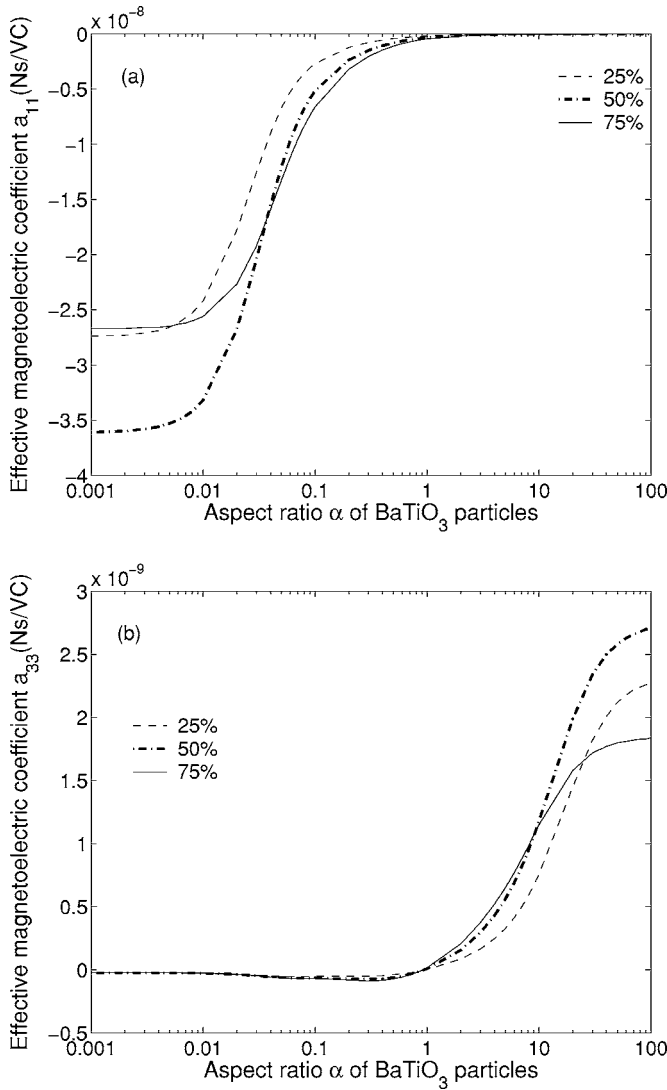 x 10⁻⁸
0
−0.5
−1
−1.5
−2
−2.5
−3
−3.5
−4
Effective magnetoelectric coefficient a₁₁(Ns/VC)
(a)
25%
50%
75%
0.001 0.01 0.1 1 10 100
Aspect ratio α of BaTiO₃ particles
x 10⁻⁹
3
2.5
2
1.5
1
0.5
0
−0.5
Effective magnetoelectric coefficient a₃₃(Ns/VC)
(b)
25%
50%
75%
0.001 0.01 0.1 1 10 100
Aspect ratio α of BaTiO₃ particles